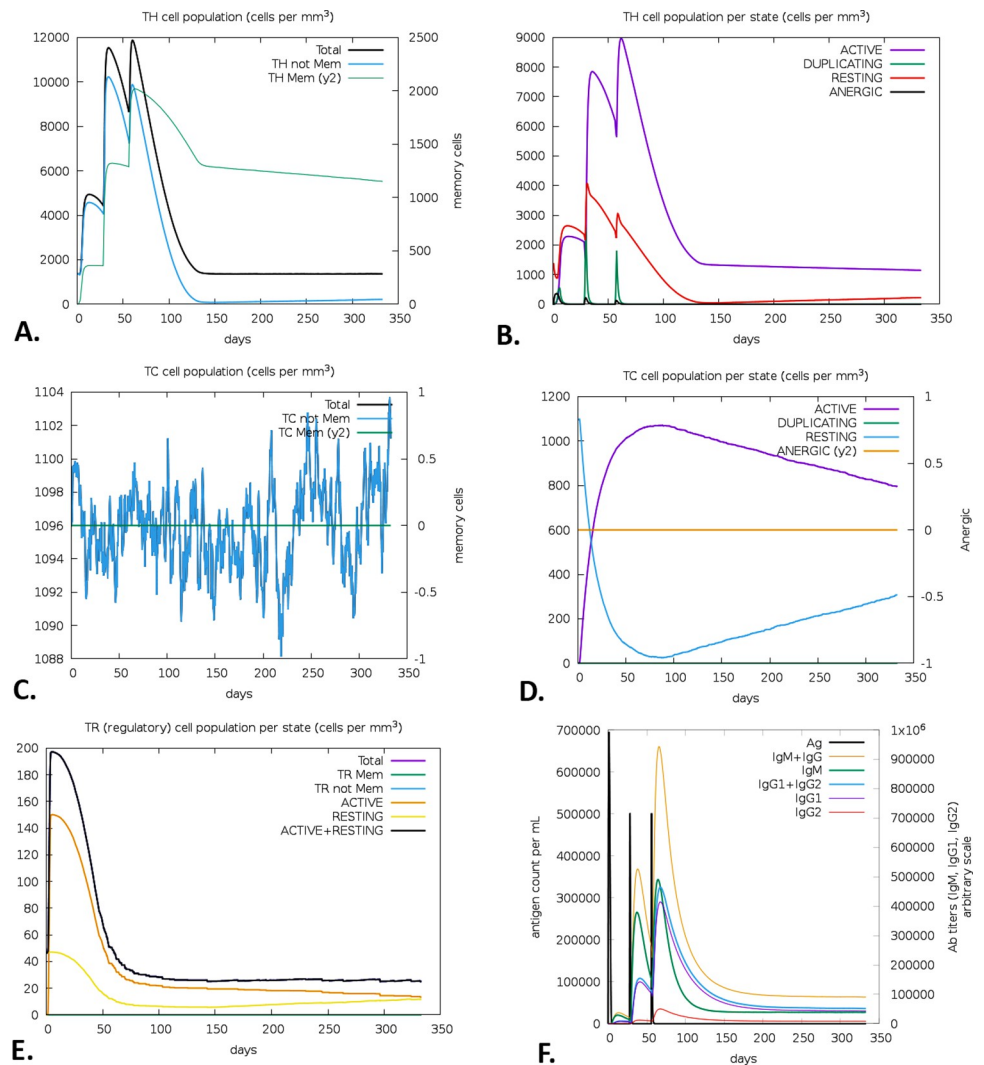 TH cell population (cells per mm3)
12000
10000
8000
6000
4000
2000
0
2500
2000
1500
1000
500
0
Total
TH not Mem
TH Mem (y2)
memory cells
0 50 100 150 200 250 300 350
days
A.
TH cell population per state (cells per mm3)
9000
8000
7000
6000
5000
4000
3000
2000
1000
0
ACTIVE
DUPLICATING
RESTING
ANERGIC
0 50 100 150 200 250 300 350
days
B.
TC cell population (cells per mm3)
1104
1102
1100
1098
1096
1094
1092
1090
1088
1
0.5
0
-0.5
-1
Total
TC not Mem
TC Mem (y2)
memory cells
0 50 100 150 200 250 300 350
days
C.
TC cell population per state (cells per mm3)
1200
1000
800
600
400
200
0
1
0.5
0
-0.5
-1
ACTIVE
DUPLICATING
RESTING
ANERGIC (y2)
Anergic
0 50 100 150 200 250 300 350
days
D.
TR (regulatory) cell population per state (cells per mm3)
200
180
160
140
120
100
80
60
40
20
0
Total
TR Mem
TR not Mem
ACTIVE
RESTING
ACTIVE+RESTING
0 50 100 150 200 250 300 350
days
E.
700000
600000
500000
400000
300000
200000
100000
0
antigen count per mL
Ag
IgM+IgG
IgM
IgG1+IgG2
IgG1
IgG2
1x106
900000
800000
700000
600000
500000
400000
300000
200000
100000
0
Ab titers (IgM, IgG1, IgG2)
arbitrary scale
0 50 100 150 200 250 300 350
days
F.